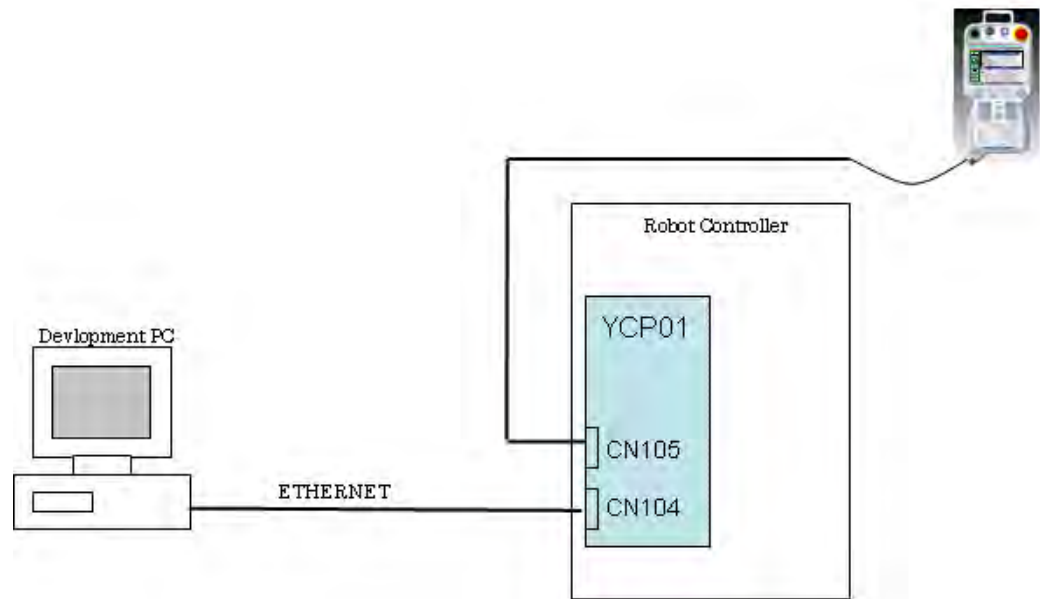 Robot Controller
YCP01
Devlopment PC
CN105
ETHERNET
CN104